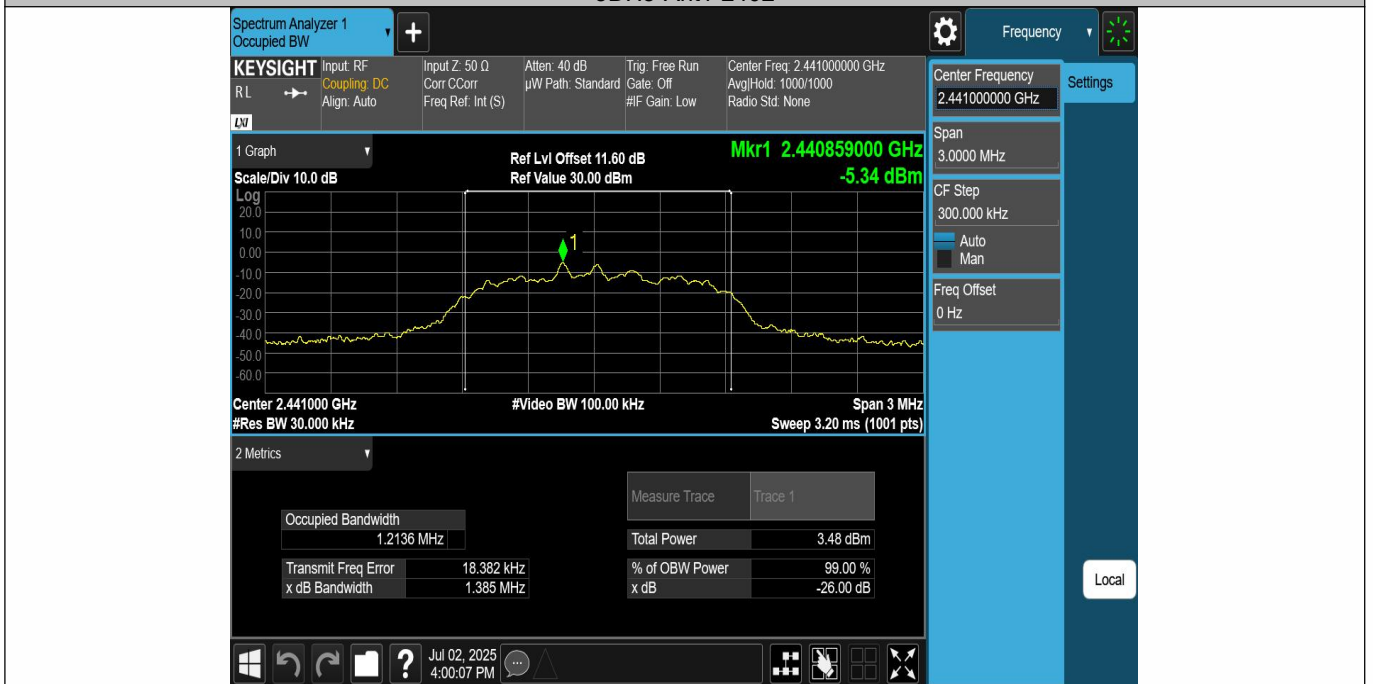 Spectrum Analyzer 1
Occupied BW
Frequency
KEYSIGHT
R L
LXI
Input: RF
Coupling: DC
Align: Auto
Input Z: 50 Ω
Corr CCorr
Freq Ref: Int (S)
Atten: 40 dB
µW Path: Standard
Trig: Free Run
Gate: Off
#IF Gain: Low
Center Freq: 2.441000000 GHz
Avg|Hold: 1000/1000
Radio Std: None
Center Frequency
2.441000000 GHz
Settings
Span
3.0000 MHz
CF Step
300.000 kHz
Auto
Man
Freq Offset
0 Hz
Local
1 Graph
Scale/Div 10.0 dB
Ref Lvl Offset 11.60 dB
Ref Value 30.00 dBm
Mkr1 2.440859000 GHz
-5.34 dBm
Log
20.0
10.0
0.00
-10.0
-20.0
-30.0
-40.0
-50.0
-60.0
1
Center 2.441000 GHz
#Res BW 30.000 kHz
#Video BW 100.00 kHz
Span 3 MHz
Sweep 3.20 ms (1001 pts)
2 Metrics
Measure Trace Trace 1
Occupied Bandwidth
1.2136 MHz
Total Power 3.48 dBm
Transmit Freq Error 18.382 kHz
% of OBW Power 99.00 %
x dB Bandwidth 1.385 MHz
x dB -26.00 dB
?
Jul 02, 2025
4:00:07 PM